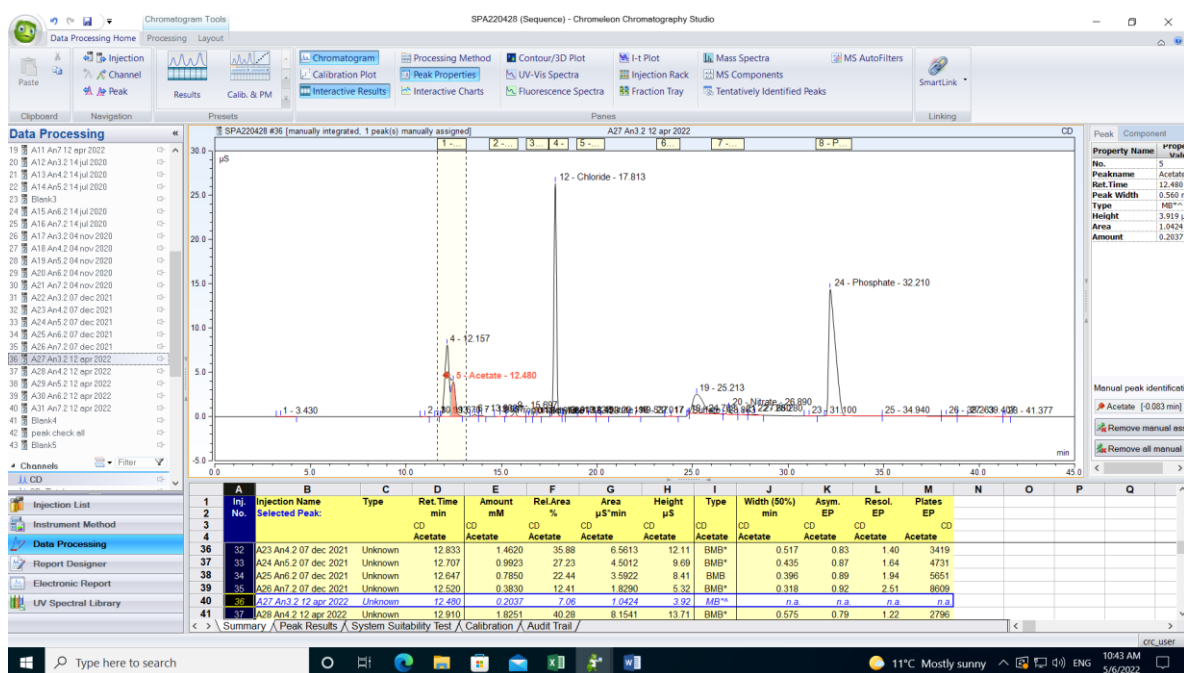 Chromatogram Tools
SPA220428 (Sequence) - Chromeleon Chromatography Studio
Data Processing Home Processing Layout
Paste
Injection
Channel
Peak
Results
Calib. & PM
Chromatogram
Calibration Plot
Interactive Results
Processing Method
Peak Properties
Interactive Charts
Contour/3D Plot
UV-Vis Spectra
Fluorescence Spectra
I-t Plot
Injection Rack
Fraction Tray
Mass Spectra
MS Components
Tentatively Identified Peaks
MS AutoFilters
SmartLink
Clipboard Navigation Presets Panes Linking
Data Processing
19 A11 An7.12 apr 2022
20 A12 An3.2 14 jul 2020
21 A13 An4.2 14 jul 2020
22 A14 An5.2 14 jul 2020
23 Blank3
24 A15 An6.2 14 jul 2020
25 A16 An7.2 14 jul 2020
26 A17 An3.2 04 nov 2020
27 A18 An4.2 04 nov 2020
28 A19 An5.2 04 nov 2020
29 A20 An6.2 04 nov 2020
30 A21 An7.2 04 nov 2020
31 A22 An3.2 07 dec 2021
32 A23 An4.2 07 dec 2021
33 A24 An5.2 07 dec 2021
34 A25 An6.2 07 dec 2021
35 A26 An7.2 07 dec 2021
36 A27 An3.2 12 apr 2022
37 A28 An4.2 12 apr 2022
38 A29 An5.2 12 apr 2022
39 A30 An6.2 12 apr 2022
40 A31 An7.2 12 apr 2022
41 Blank4
42 peak check all
43 Blank5
Channels Filter
CD
Injection List
Instrument Method
Data Processing
Report Designer
Electronic Report
UV Spectral Library
SPA220428 #36 [manually integrated, 1 peak(s) manually assigned] A27 An3.2 12 apr 2022 CD
1 -... 2 -... 3... 4 - 5 -... 6... 7 -... 8 - P...
30.0
µS
25.0
20.0
15.0
10.0
5.0
0.0
-5.0
12 - Chloride - 17.813
24 - Phosphate - 32.210
4 - 12.157
5 - Acetate - 12.480
19 - 25.213
20 - Nitrate - 26.890
1 - 3.430
23 - 31.100
25 - 34.940
41.377
min
0.0 5.0 10.0 15.0 20.0 25.0 30.0 35.0 40.0 45.0
Peak Component
Property Name
No. 5
Peakname Acetate
Ret.Time 12.480
Peak Width 0.560
Type MB*^
Height 3.919
Area 1.0424
Amount 0.2037
Manual peak identificati
Acetate [-0.083 min]
Remove manual ass
Remove all manual
A B C D E F G H I J K L M N O P Q
1 Inj. Injection Name Type Ret.Time Amount Rel.Area Area Height Type Width (50%) Asym. Resol. Plates
2 No. Selected Peak: min mM % µS*min µS min EP EP EP
3 CD CD CD CD CD CD CD CD CD CD
4 Acetate Acetate Acetate Acetate Acetate Acetate Acetate Acetate Acetate Acetate
36 32 A23 An4.2 07 dec 2021 Unknown 12.833 1.4620 35.88 6.5613 12.11 BMB* 0.517 0.83 1.40 3419
37 33 A24 An5.2 07 dec 2021 Unknown 12.707 0.9923 27.23 4.5012 9.69 BMB* 0.435 0.87 1.64 4731
38 34 A25 An6.2 07 dec 2021 Unknown 12.647 0.7850 22.44 3.5922 8.41 BMB 0.396 0.89 1.94 5651
39 35 A26 An7.2 07 dec 2021 Unknown 12.520 0.3830 12.41 1.8290 5.32 BMB* 0.318 0.92 2.51 8609
40 36 A27 An3.2 12 apr 2022 Unknown 12.480 0.2037 7.06 1.0424 3.92 MB*^ n.a. n.a. n.a. n.a.
41 37 A28 An4.2 12 apr 2022 Unknown 12.910 1.8251 40.28 8.1541 13.71 BMB* 0.575 0.79 1.22 2796
Summary Peak Results System Suitability Test Calibration Audit Trail
crc_user
Type here to search
11°C Mostly sunny
ENG
10:43 AM
5/6/2022